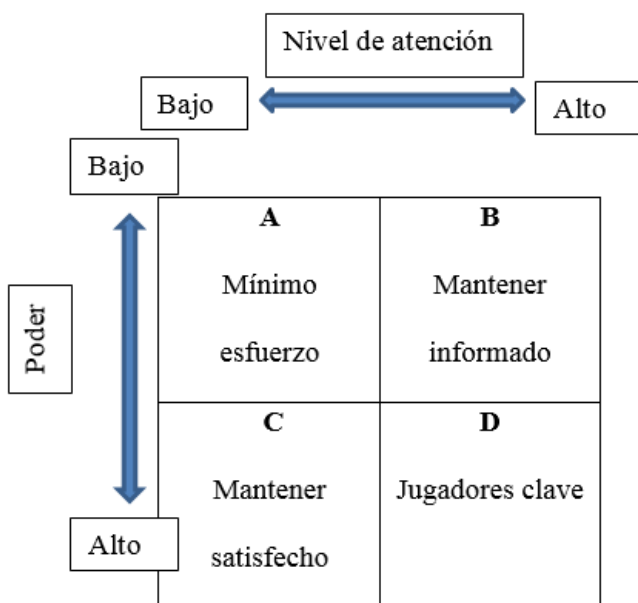 Nivel de atención
Bajo
Alto
Bajo
Poder
Alto
A
Mínimo
esfuerzo
B
Mantener
informado
C
Mantener
satisfecho
D
Jugadores clave